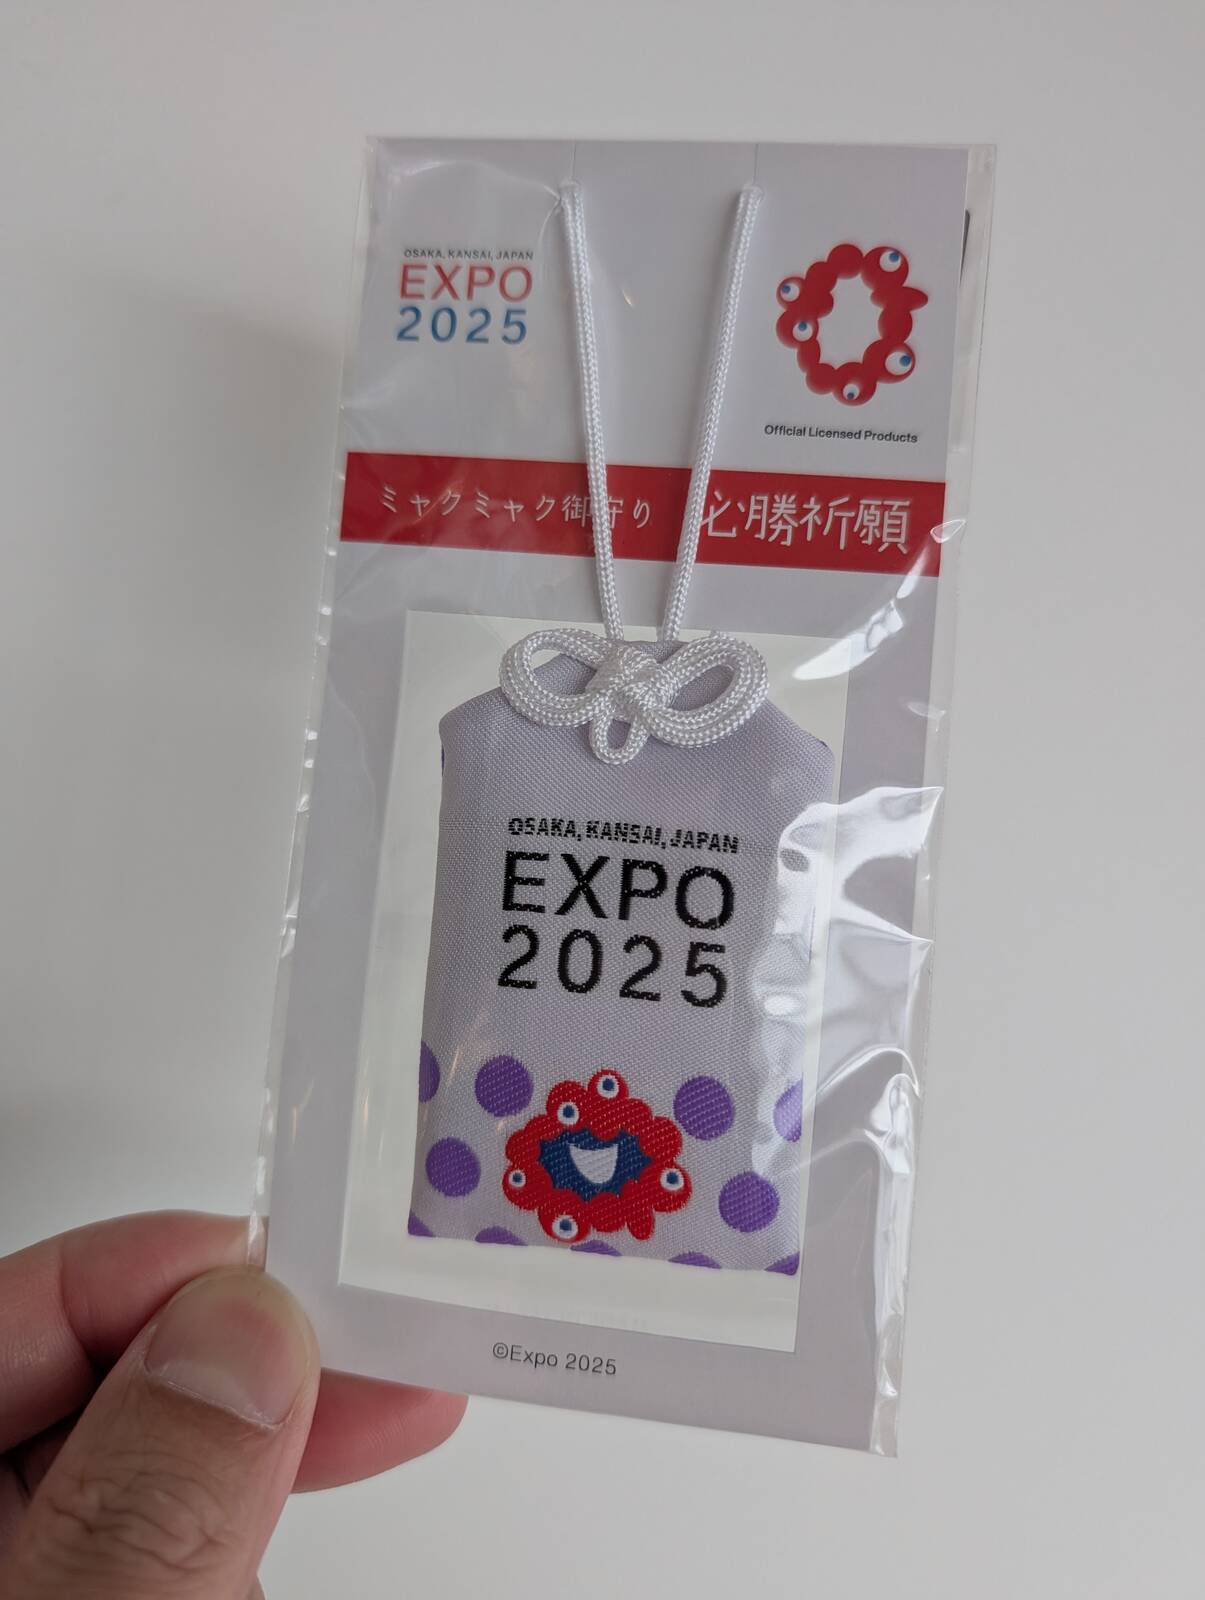 OSAKA, KANSAI, JAPAN
EXPO
2025
Official Licensed Products
ミャクミャク御守り 必勝祈願
OSAKA, KANSAI, JAPAN
EXPO
2025
©Expo 2025